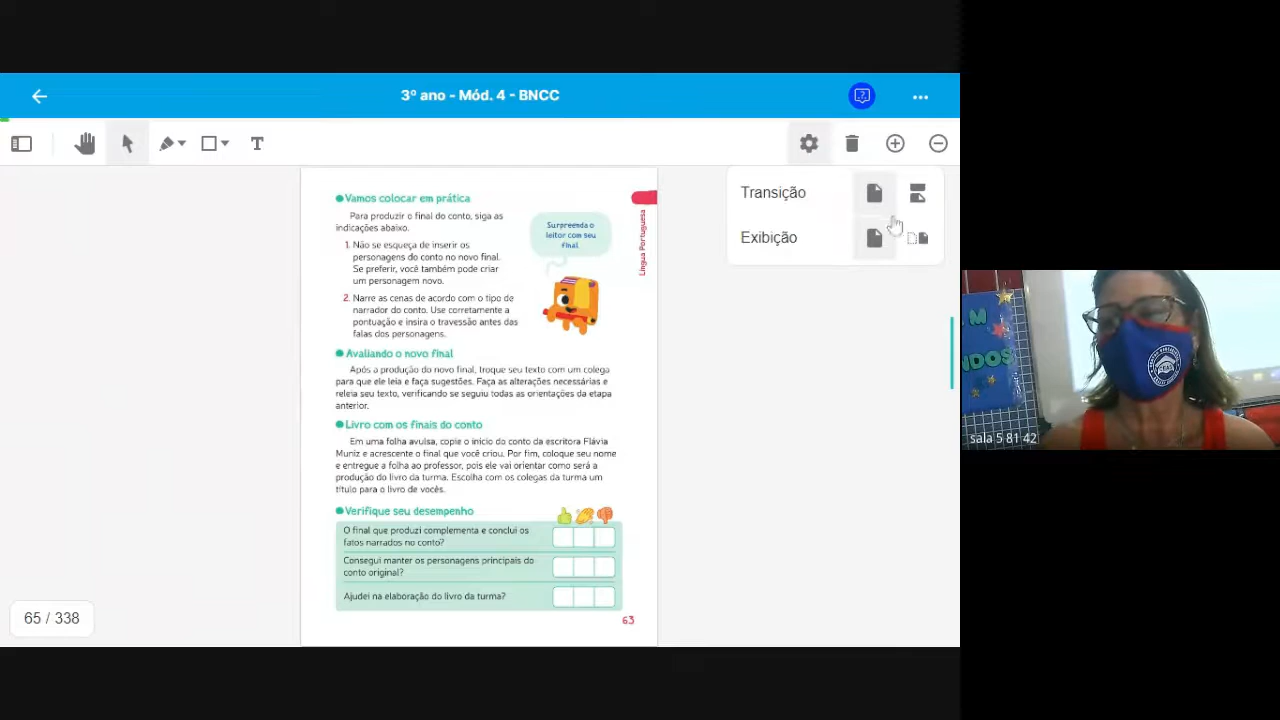 3º ano - Mód. 4 - BNCC
T
Transição
Exibição
Vamos colocar em prática
Para produzir o final do conto, siga as
indicações abaixo.
1. Não se esqueça de inserir os
personagens do conto no novo final.
Se preferir, você também pode criar
um personagem novo.
2. Narre as cenas de acordo com o tipo de
narrador do conto. Use corretamente a
pontuação e insira o travessão antes das
falas dos personagens.
Surpreenda o
leitor com seu
final
Língua Portuguesa
Avaliando o novo final
Após a produção do novo final, troque seu texto com um colega
para que ele leia e faça sugestões. Faça as alterações necessárias e
releia seu texto, verificando se seguiu todas as orientações da etapa
anterior.
Livro com os finais do conto
Em uma folha avulsa, copie o início do conto da escritora Flávia
Muniz e acrescente o final que você criou. Por fim, coloque seu nome
e entregue a folha ao professor, pois ele vai orientar como será a
produção do livro da turma. Escolha com os colegas da turma um
título para o livro de vocês.
Verifique seu desempenho
O final que produzi complementa e conclui os
fatos narrados no conto?
Consegui manter os personagens principais do
conto original?
Ajudei na elaboração do livro da turma?
63
65 / 338
sala 5 81 42